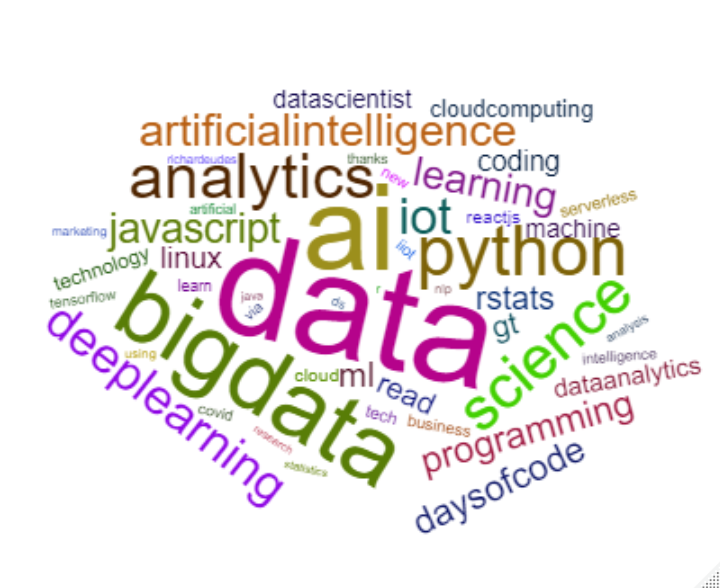 datascientist
cloudcomputing
artificialintelligence
richardeudes
thanks
coding
analytics
new
learning
artificial
serverless
marketing
javascript
ai
iot
reactjs
machine
technology
linux
iiot
python
tensorflow
learn
java
via
data
ds
r
nlp
rstats
gt
science
analysis
bigdata
deeplearning
using
cloud
ml
read
intelligence
dataanalytics
covid
tech
business
programming
research
statistics
daysofcode